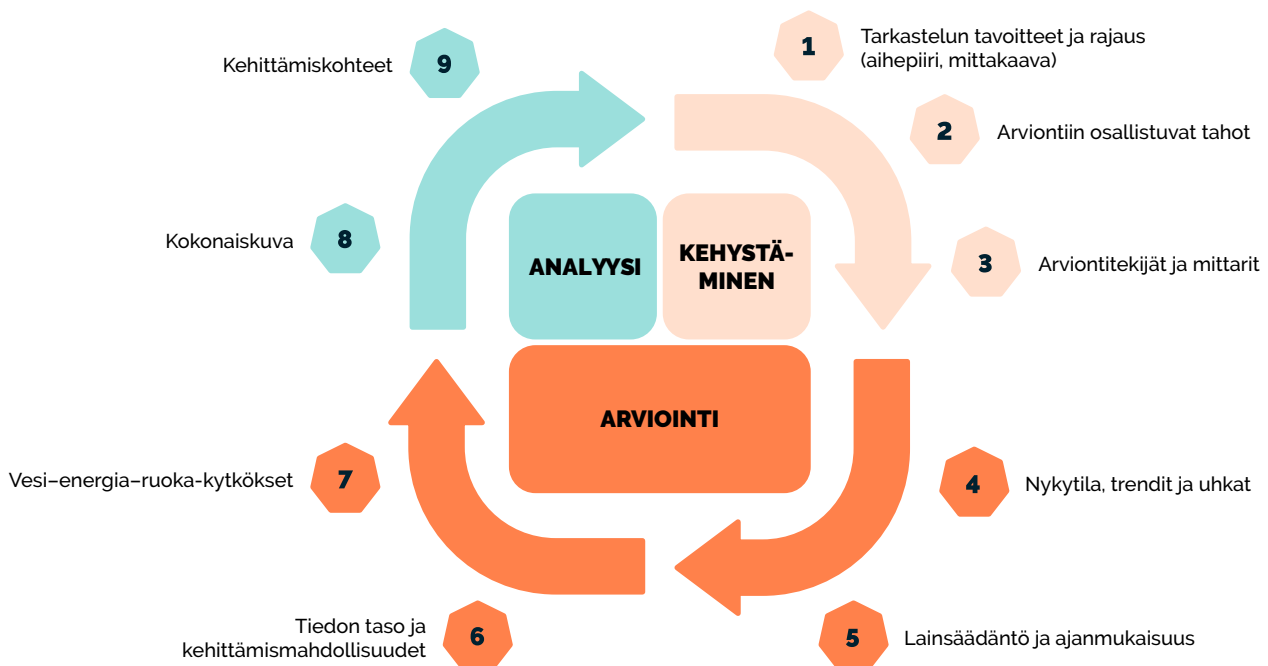 1
Tarkastelun tavoitteet ja rajaus
(aihepiiri, mittakaava)
2
Arviontiin osallistuvat tahot
3
Arviontitekijät ja mittarit
4
Nykytila, trendit ja uhkat
5
Lainsäädäntö ja ajanmukaisuus
6
Tiedon taso ja
kehittämismahdollisuudet
7
Vesi–energia–ruoka-kytkökset
8
Kokonaiskuva
9
Kehittämiskohteet
ANALYYSI
KEHYSTÄ-
MINEN
ARVIOINTI